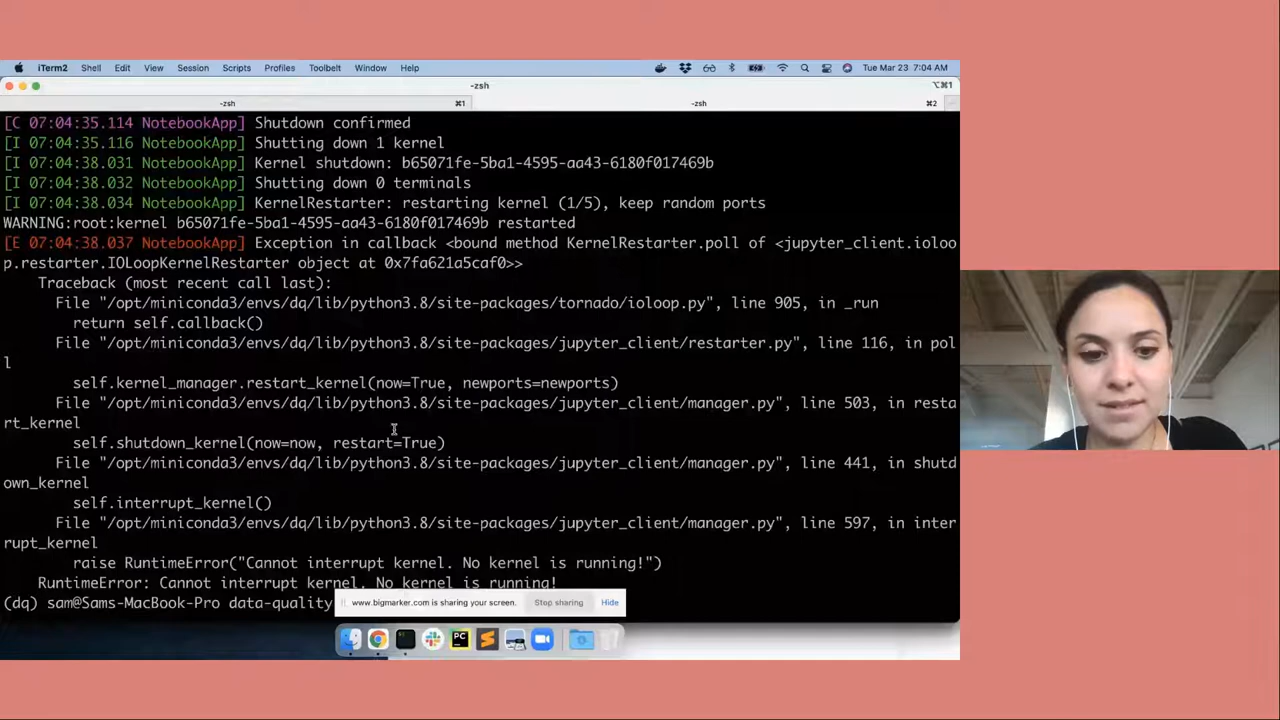 iTerm2 Shell Edit View Session Scripts Profiles Toolbelt Window Help Tue Mar 23 7:04 AM
-zsh ⌥⌘1
-zsh ⌘1 -zsh ⌘2
[C 07:04:35.114 NotebookApp] Shutdown confirmed
[I 07:04:35.116 NotebookApp] Shutting down 1 kernel
[I 07:04:38.031 NotebookApp] Kernel shutdown: b65071fe-5ba1-4595-aa43-6180f017469b
[I 07:04:38.032 NotebookApp] Shutting down 0 terminals
[I 07:04:38.034 NotebookApp] KernelRestarter: restarting kernel (1/5), keep random ports
WARNING:root:kernel b65071fe-5ba1-4595-aa43-6180f017469b restarted
[E 07:04:38.037 NotebookApp] Exception in callback <bound method KernelRestarter.poll of <jupyter_client.ioloo
p.restarter.IOLoopKernelRestarter object at 0x7fa621a5caf0>>
Traceback (most recent call last):
File "/opt/miniconda3/envs/dq/lib/python3.8/site-packages/tornado/ioloop.py", line 905, in _run
return self.callback()
File "/opt/miniconda3/envs/dq/lib/python3.8/site-packages/jupyter_client/restarter.py", line 116, in pol
l
self.kernel_manager.restart_kernel(now=True, newports=newports)
File "/opt/miniconda3/envs/dq/lib/python3.8/site-packages/jupyter_client/manager.py", line 503, in resta
rt_kernel
self.shutdown_kernel(now=now, restart=True)
File "/opt/miniconda3/envs/dq/lib/python3.8/site-packages/jupyter_client/manager.py", line 441, in shutd
own_kernel
self.interrupt_kernel()
File "/opt/miniconda3/envs/dq/lib/python3.8/site-packages/jupyter_client/manager.py", line 597, in inter
rupt_kernel
raise RuntimeError("Cannot interrupt kernel. No kernel is running!")
RuntimeError: Cannot interrupt kernel. No kernel is running!
(dq) sam@Sams-MacBook-Pro data-quality
www.bigmarker.com is sharing your screen. Stop sharing Hide
PC